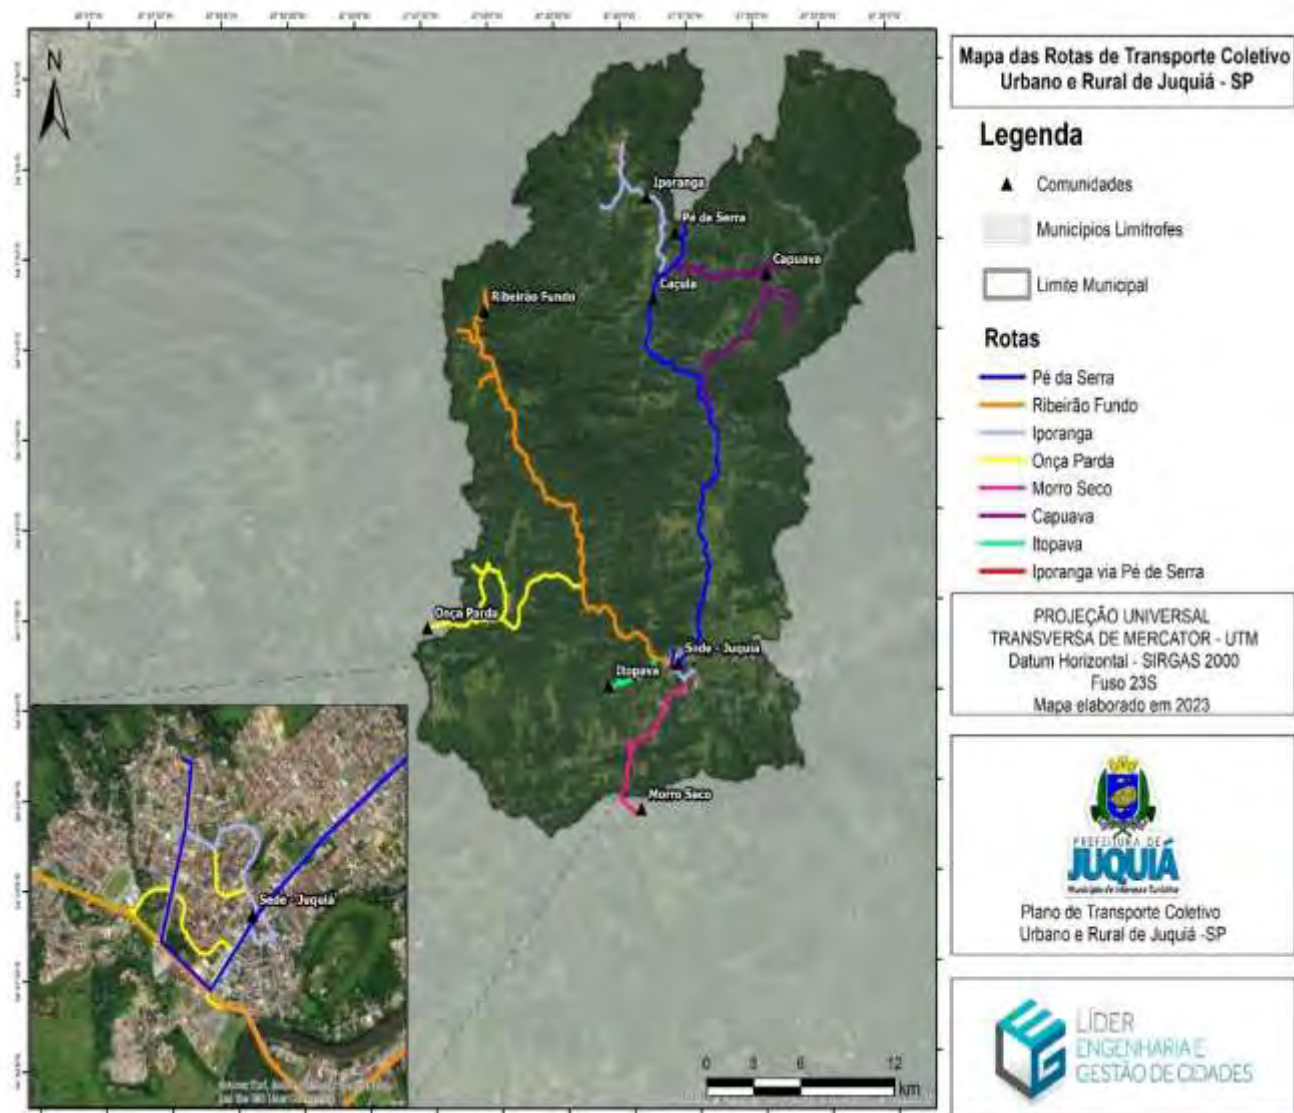 Mapa das Rotas de Transporte Coletivo
Urbano e Rural de Juquiá - SP
Legenda
Comunidades
Municípios Limítrofes
Limite Municipal
Rotas
Pé da Serra
Ribeirão Fundo
Iporanga
Onça Parda
Morro Seco
Capuava
Itopava
Iporanga via Pé de Serra
PROJEÇÃO UNIVERSAL
TRANSVERSA DE MERCATOR - UTM
Datum Horizontal - SIRGAS 2000
Fuso 23S
Mapa elaborado em 2023
PREFEITURA DE
JUQUIÁ
Município de Interesse Turístico
Plano de Transporte Coletivo
Urbano e Rural de Juquiá -SP
LÍDER
ENGENHARIA E
GESTÃO DE CIDADES
N
Iporanga
Pé da Serra
Capuava
Caçula
Ribeirão Fundo
Onça Parda
Sede - Juquiá
Itopava
Morro Seco
Sede - Juquiá
0 3 6 12
km